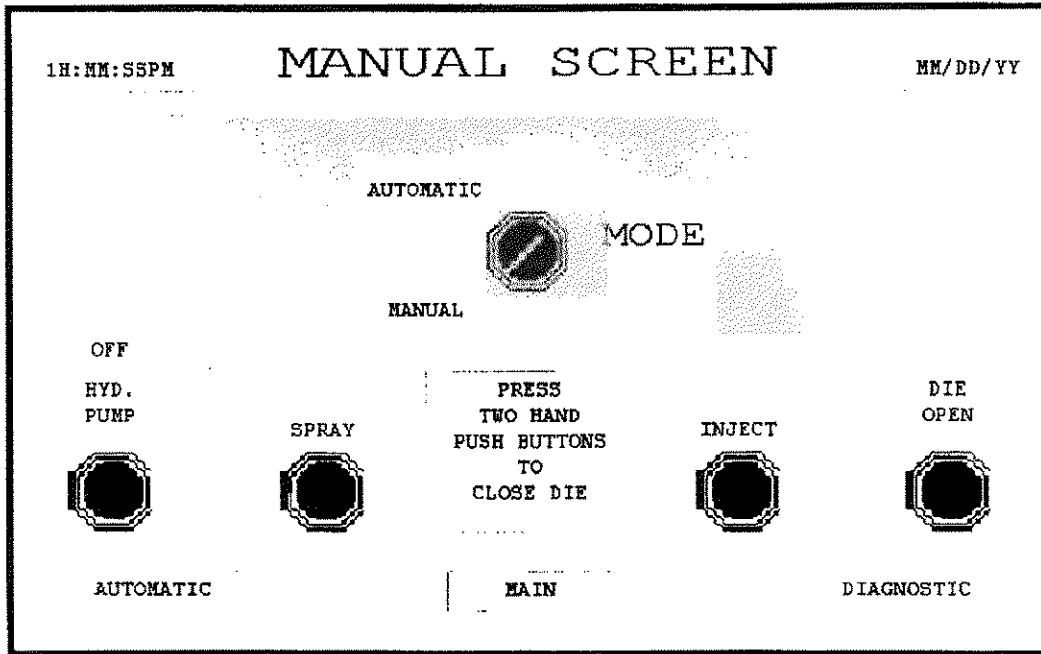 1H:MM:SSPM
MANUAL SCREEN
MM/DD/YY
AUTOMATIC
MODE
MANUAL
OFF
HYD.
PUMP
SPRAY
PRESS
TWO HAND
PUSH BUTTONS
TO
CLOSE DIE
INJECT
DIE
OPEN
AUTOMATIC
MAIN
DIAGNOSTIC